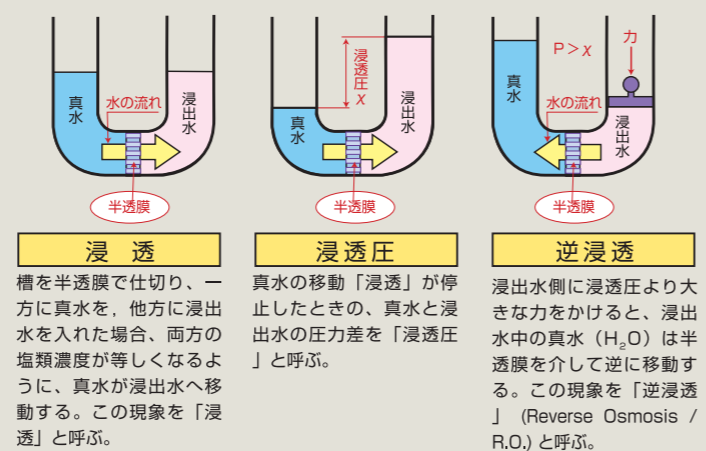 真水
水の流れ
浸出水
半透膜
浸透
槽を半透膜で仕切り、一
方に真水を，他方に浸出
水を入れた場合、両方の
塩類濃度が等しくなるよ
うに、真水が浸出水へ移
動する。この現象を「浸
透」と呼ぶ。
浸透圧χ
真水
浸出水
半透膜
浸透圧
真水の移動「浸透」が停
止したときの、真水と浸
出水の圧力差を「浸透圧
」と呼ぶ。
P＞χ
力
真水
水の流れ
浸出水
半透膜
逆浸透
浸出水側に浸透圧より大
きな力をかけると、浸出
水中の真水（H₂O）は半
透膜を介して逆に移動す
る。この現象を「逆浸透
」 (Reverse Osmosis /
R.O.) と呼ぶ。